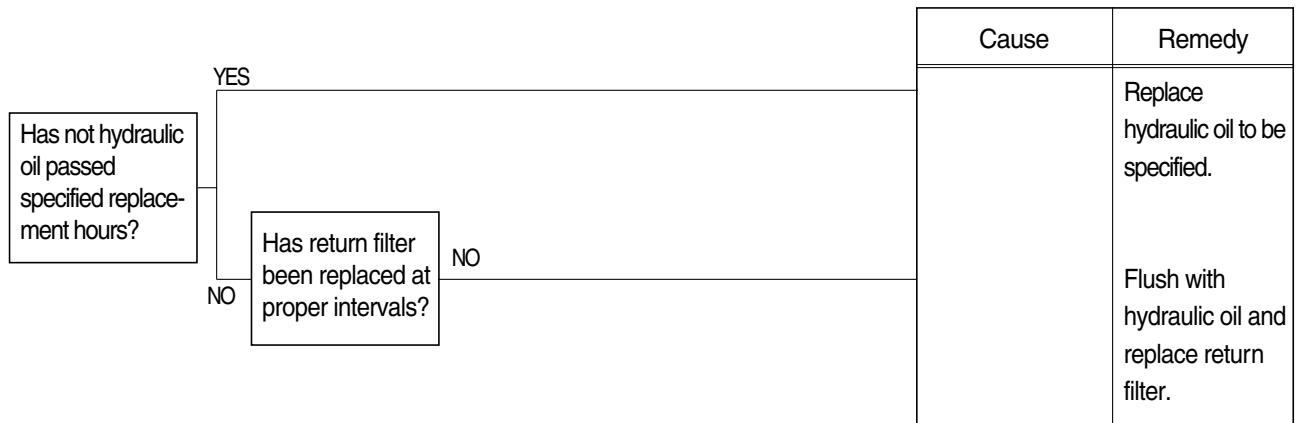 Cause
Remedy
YES
Replace
hydraulic oil to be
specified.
Has not hydraulic
oil passed
specified replace-
ment hours?
NO
Has return filter
been replaced at
proper intervals?
NO
Flush with
hydraulic oil and
replace return
filter.